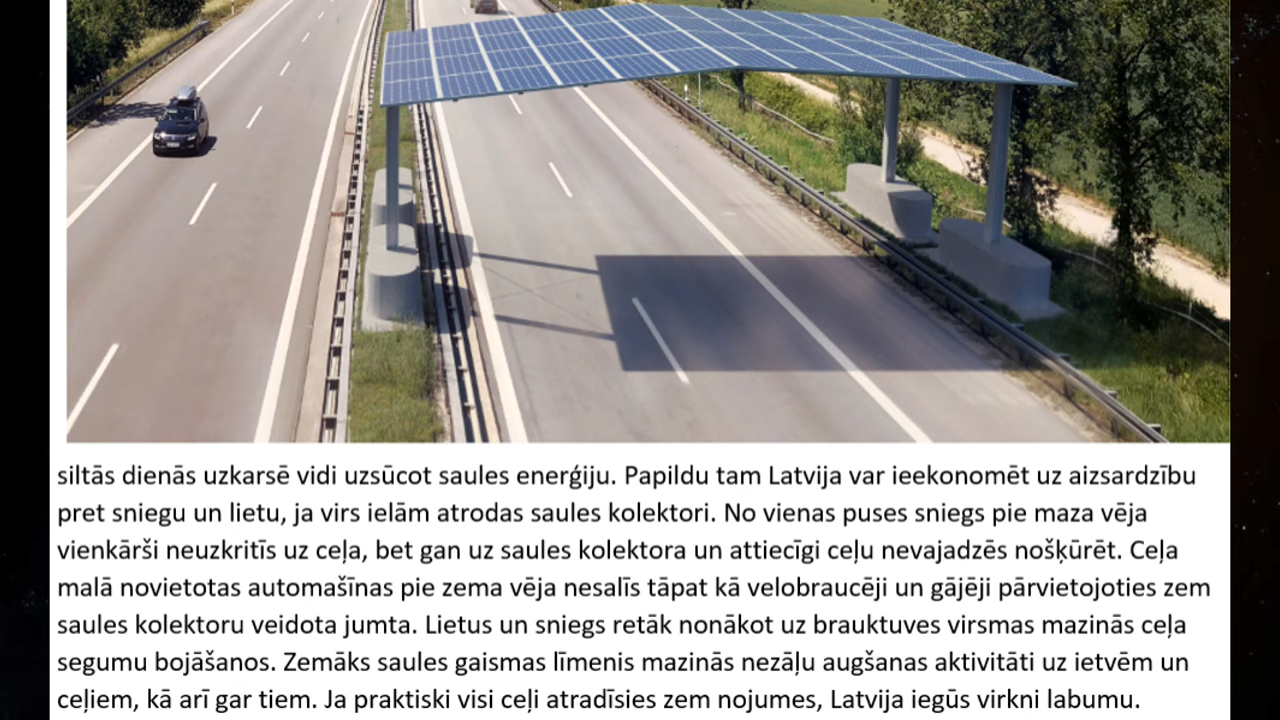 siltās dienās uzkarsē vidi uzsūcot saules enerģiju. Papildu tam Latvija var ieekonomēt uz aizsardzību
pret sniegu un lietu, ja virs ielām atrodas saules kolektori. No vienas puses sniegs pie maza vēja
vienkārši neuzkritīs uz ceļa, bet gan uz saules kolektora un attiecīgi ceļu nevajadzēs nošķūrēt. Ceļa
malā novietotas automašīnas pie zema vēja nesalīs tāpat kā velobraucēji un gājēji pārvietojoties zem
saules kolektoru veidota jumta. Lietus un sniegs retāk nonākot uz brauktuves virsmas mazinās ceļa
segumu bojāšanos. Zemāks saules gaismas līmenis mazinās nezāļu augšanas aktivitāti uz ietvēm un
ceļiem, kā arī gar tiem. Ja praktiski visi ceļi atradīsies zem nojumes, Latvija iegūs virkni labumu.